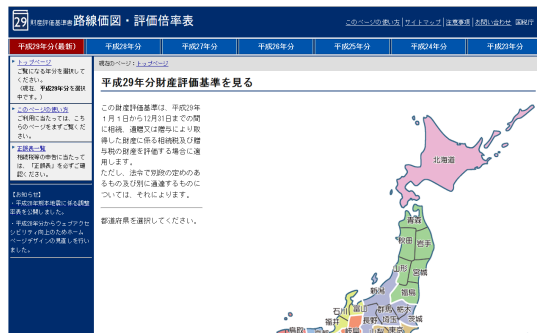 29 財産評価基準書 路線価図・評価倍率表
このページの使い方 | サイトマップ | 注意事項 | お問い合わせ 国税庁
平成29年分(最新) 平成28年分 平成27年分 平成26年分 平成25年分 平成24年分 平成23年分
トップページ
ご覧になる年分を選択して
ください。
(現在、平成29年分を選択
中です。)
このページの使い方
ご利用に当たっては、こち
らのページをまずご覧くだ
さい。
正誤表一覧
相続税等の申告に当たって
は、「正誤表」を必ずご確
認ください。
【お知らせ】
・平成28年熊本地震に係る調整
率表を公開しました。
・平成29年分からウェブアクセ
シビリティ向上のためホーム
ページデザインの見直しを行い
ました。
現在のページ:トップページ
平成29年分財産評価基準を見る
この財産評価基準は、平成29年
1月1日から12月31日までの間
に相続、遺贈又は贈与により取
得した財産に係る相続税及び贈
与税の財産を評価する場合に適
用します。
ただし、法令で別段の定めのあ
るもの及び別に通達するものに
ついては、それによります。
都道府県を選択してください。
北海道
青森
秋田 岩手
山形 宮城
福島
新潟
石川 富山 群馬 栃木
福井 長野 埼玉 茨城
鳥取 岐阜 山梨 東京